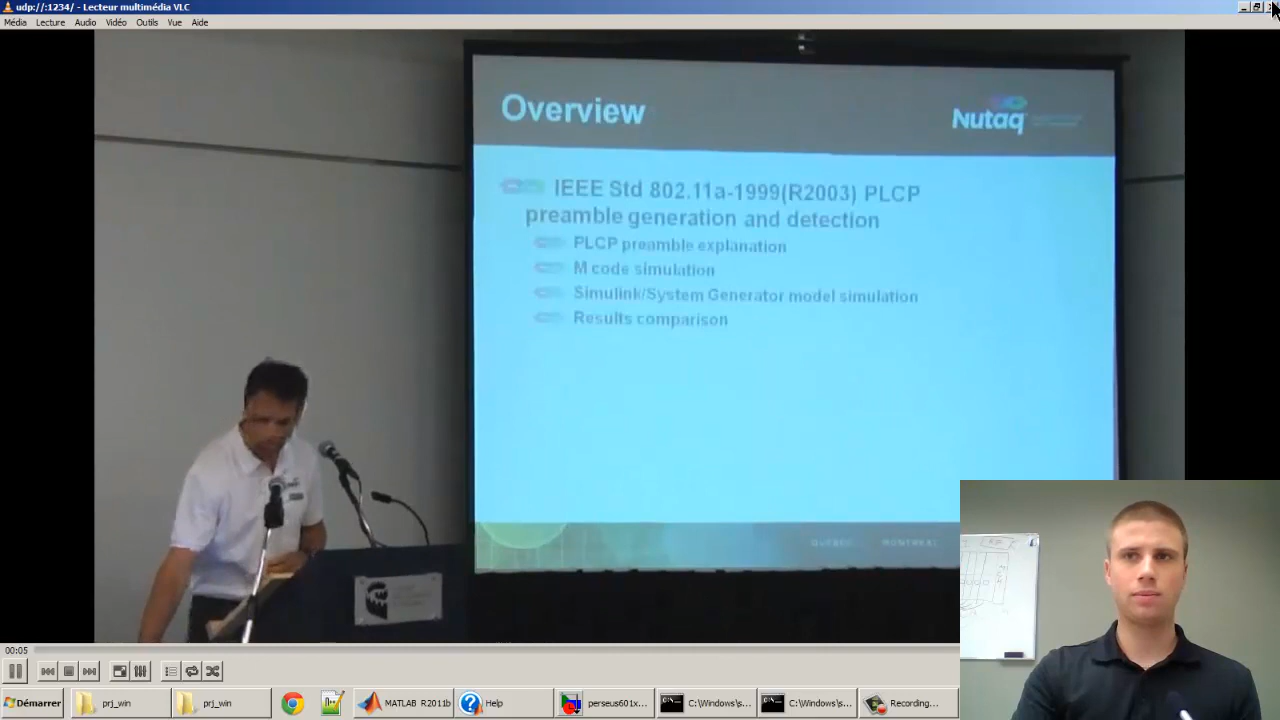 udp://:1234/ - Lecteur multimédia VLC
Média Lecture Audio Vidéo Outils Vue Aide
Overview
Nutaq
IEEE Std 802.11a-1999(R2003) PLCP
preamble generation and detection
PLCP preamble explanation
M code simulation
Simulink/System Generator model simulation
Results comparison
QUEBEC MONTREAL
00:05
Démarrer prj_win prj_win MATLAB R2011b Help perseus601x... C:\Windows\s... C:\Windows\s... Recording...